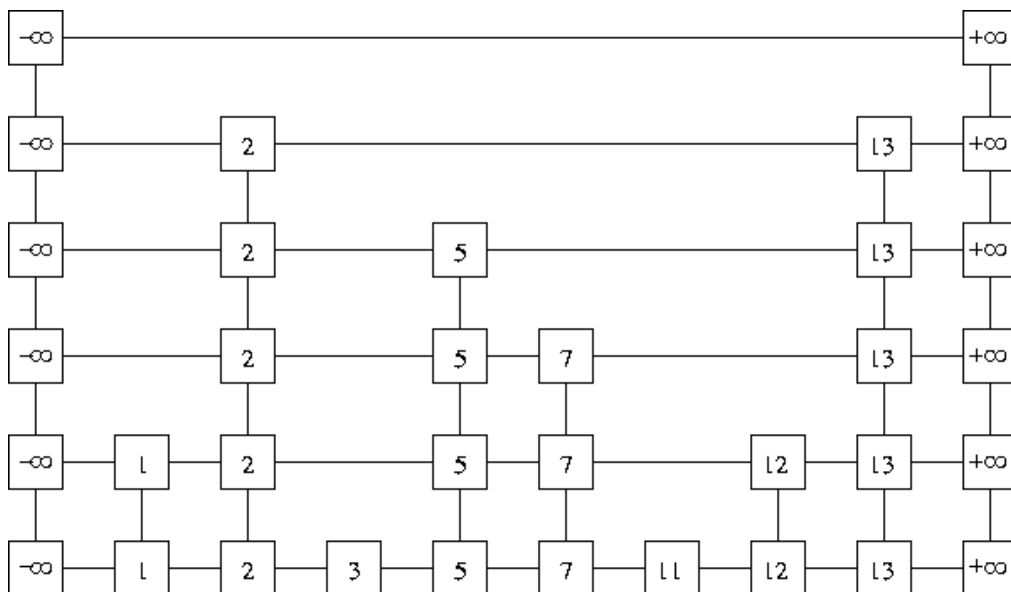 -∞ +∞
-∞ 2 13 +∞
-∞ 2 5 13 +∞
-∞ 2 5 7 13 +∞
-∞ 1 2 5 7 12 13 +∞
-∞ 1 2 3 5 7 11 12 13 +∞